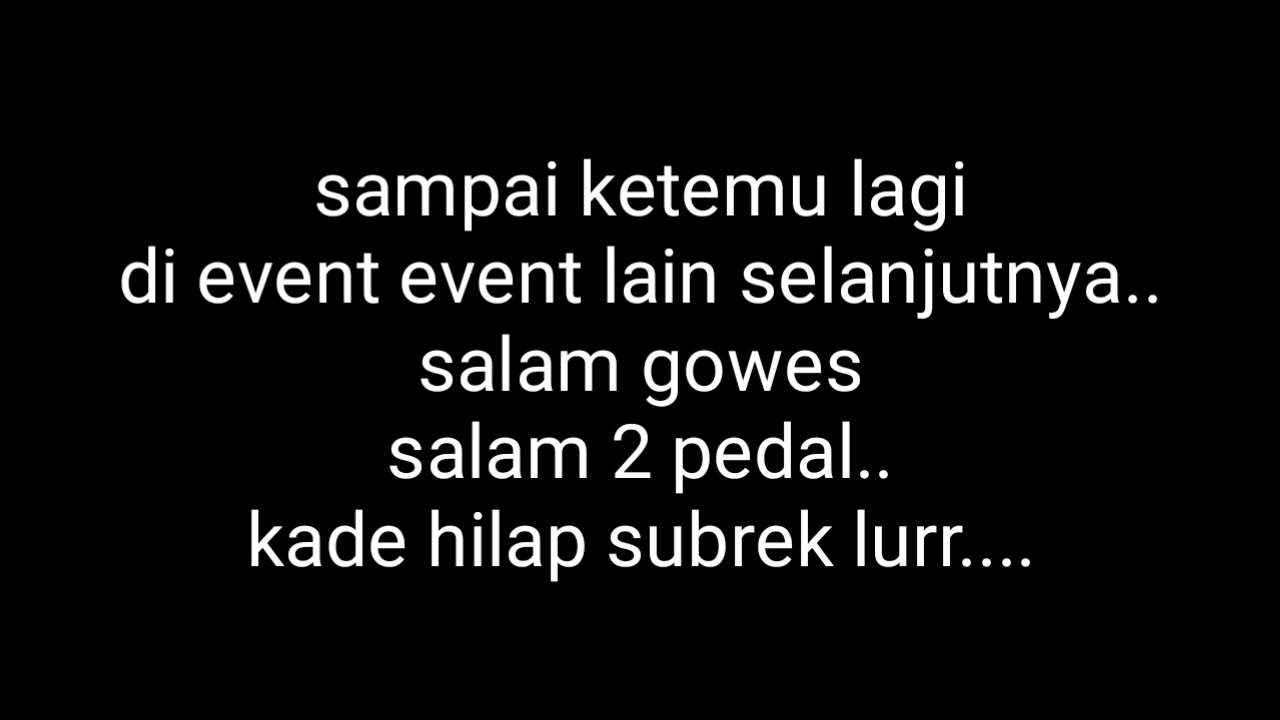 sampai ketemu lagi
di event event lain selanjutnya..
salam gowes
salam 2 pedal..
kade hilap subrek lurr....